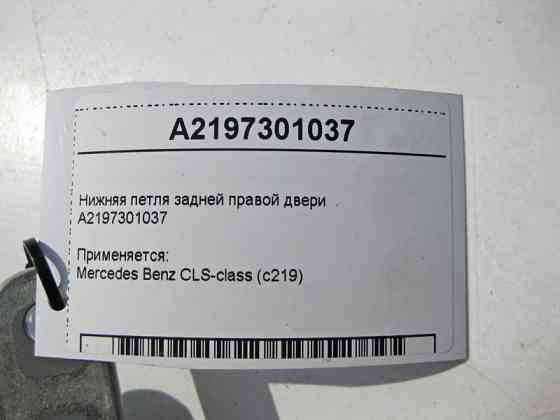 A2197301037
Нижняя петля задней правой двери
A2197301037
Применяется:
Mercedes Benz CLS-class (c219)